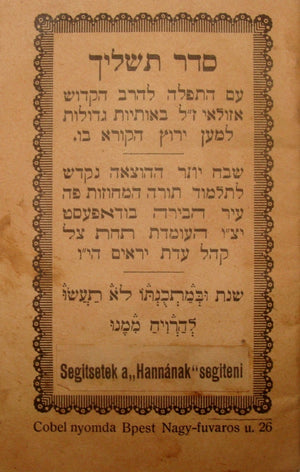 סדר תשליך
עם התפלה להרב הקדוש
אזולאי ז״ל באותיות גדולות
למען ירוץ הקורא בו.
שבח יותר ההוצאה נקדש
לתלמוד תורה המחוזות פה
עיר הבירה בודאפעסט
יצ״ו העומדת תחת צל
קהל עדת יראים הי״ו
שנת ובמתכנתו לא תעשו
להרויח ממנו
Segitsetek a „Hannának“ segiteni
Cobel nyomda Bpest Nagy-fuvaros u. 26